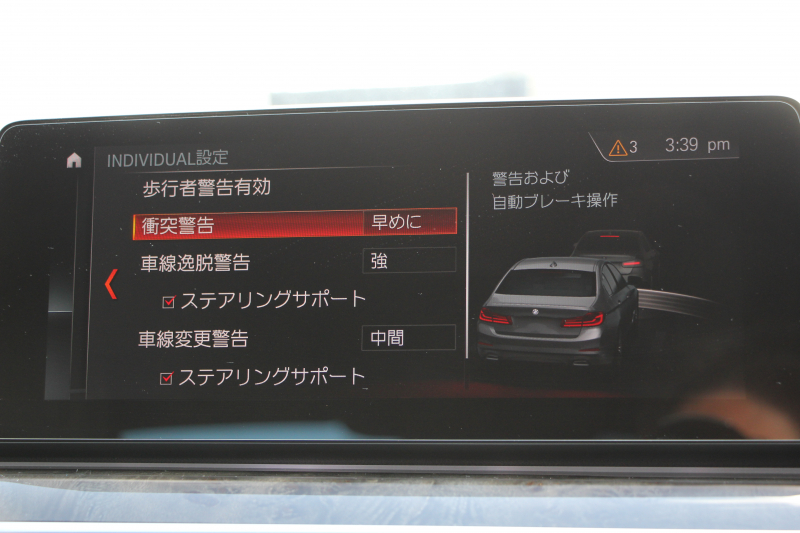 INDIVIDUAL設定
3
3:39 pm
歩行者警告有効
衝突警告 早めに
車線逸脱警告 強
ステアリングサポート
車線変更警告 中間
ステアリングサポート
警告および
自動ブレーキ操作